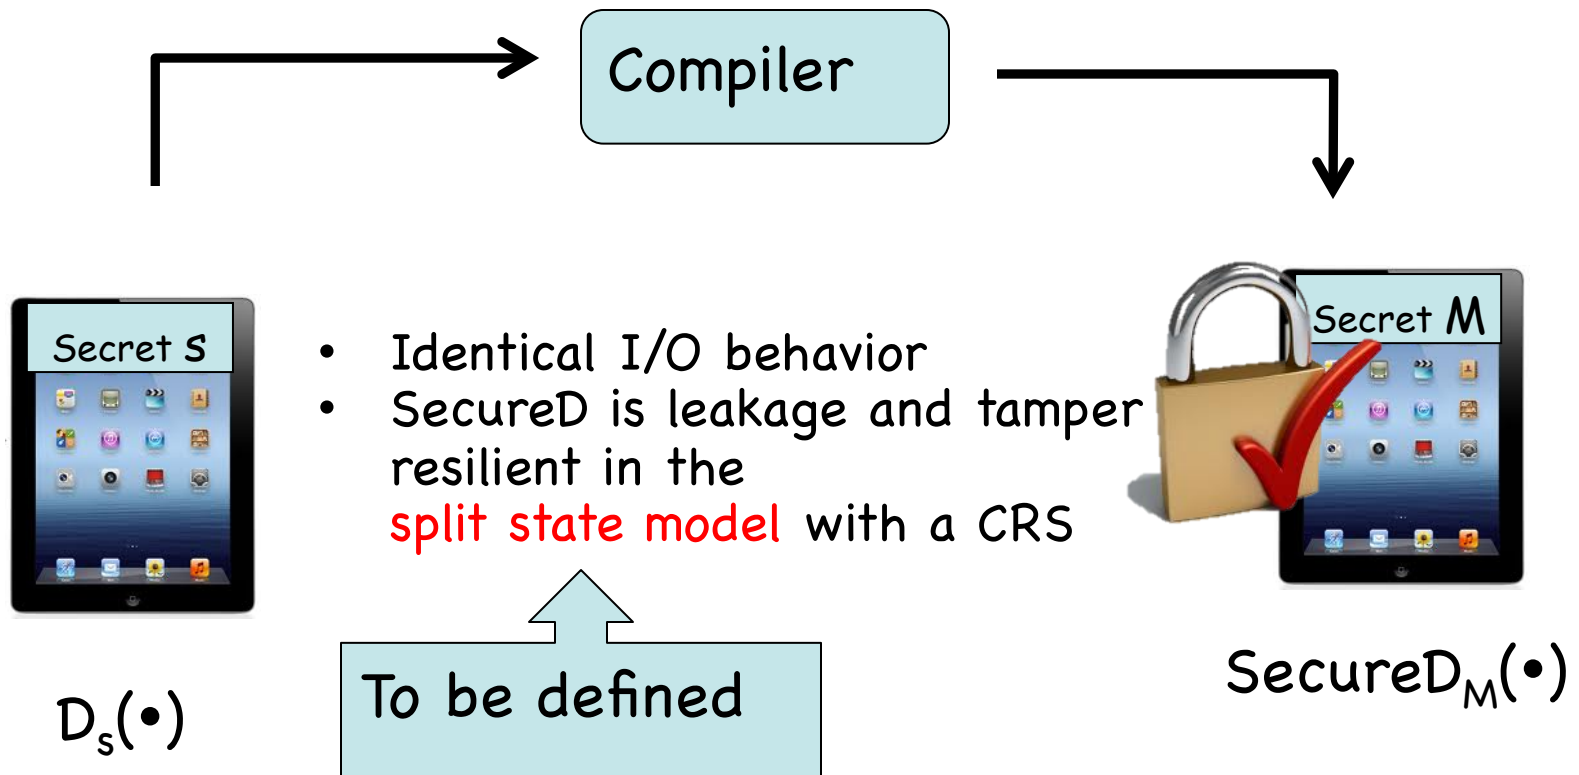 Compiler
Secret s
Secret M
• Identical I/O behavior
• SecureD is leakage and tamper
resilient in the
split state model with a CRS
To be defined
Ds(•)
SecureDM(•)